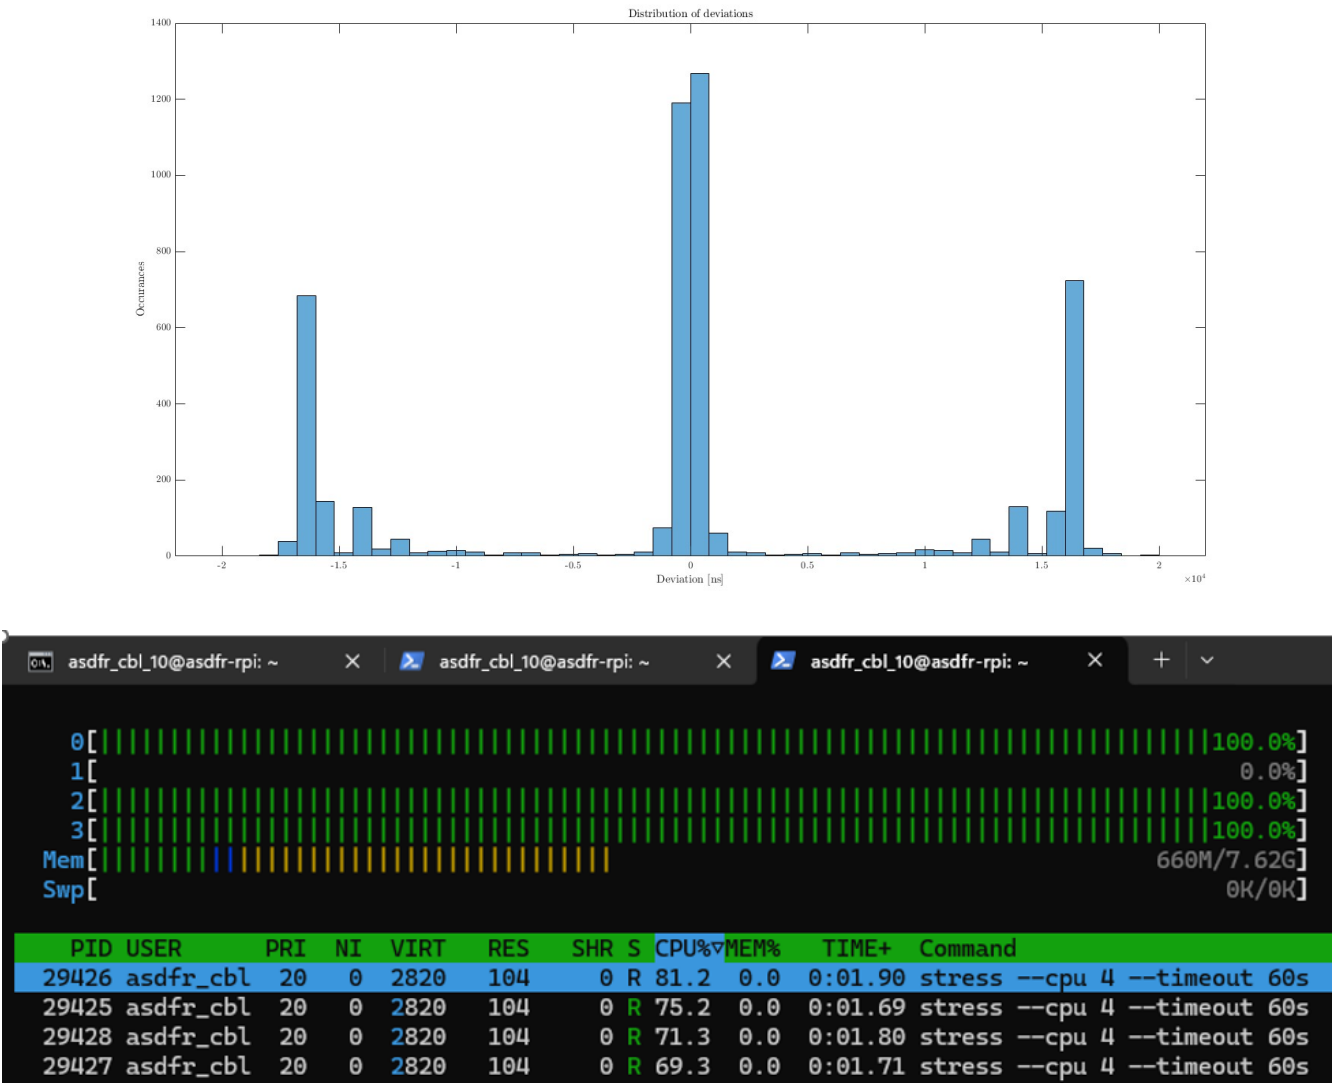 Distribution of deviations
1400
1200
1000
800
600
400
200
0
Occurances
-2 -1.5 -1 -0.5 0 0.5 1 1.5 2
×10⁴
Deviation [ns]
asdfr_cbl_10@asdfr-rpi: ~ asdfr_cbl_10@asdfr-rpi: ~ asdfr_cbl_10@asdfr-rpi: ~
0[100.0%]
1[0.0%]
2[100.0%]
3[100.0%]
Mem[660M/7.62G]
Swp[0K/0K]
PID USER PRI NI VIRT RES SHR S CPU%▽MEM% TIME+ Command
29426 asdfr_cbl 20 0 2820 104 0 R 81.2 0.0 0:01.90 stress --cpu 4 --timeout 60s
29425 asdfr_cbl 20 0 2820 104 0 R 75.2 0.0 0:01.69 stress --cpu 4 --timeout 60s
29428 asdfr_cbl 20 0 2820 104 0 R 71.3 0.0 0:01.80 stress --cpu 4 --timeout 60s
29427 asdfr_cbl 20 0 2820 104 0 R 69.3 0.0 0:01.71 stress --cpu 4 --timeout 60s